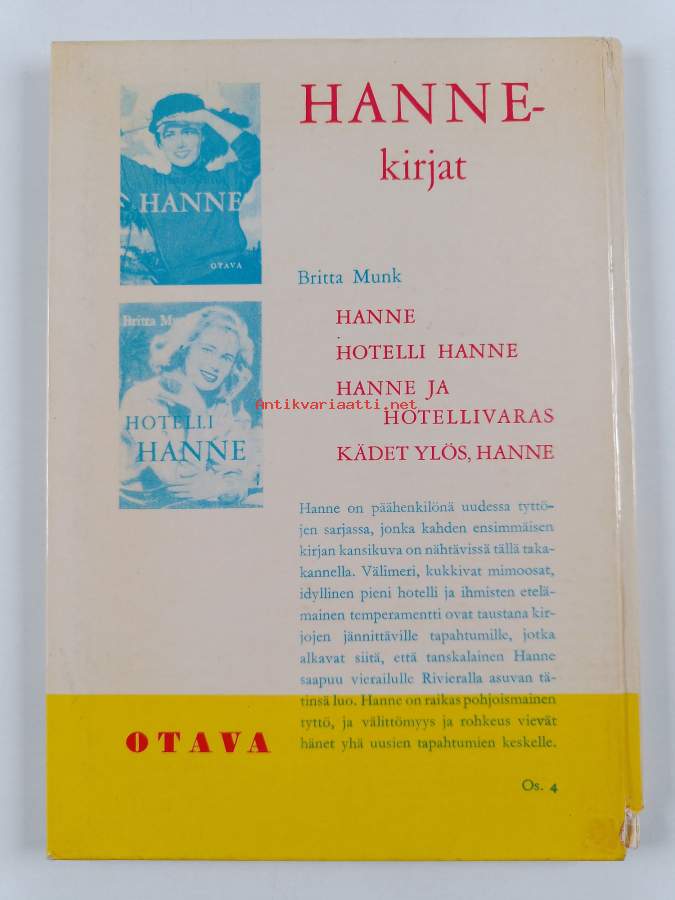 HANNE-
kirjat
HANNE
OTAVA
Britta Munk
HANNE
HOTELLI HANNE
HANNE JA
HOTELLIVARAS
KÄDET YLÖS, HANNE
Britta Mu
HOTELLI
HANNE
Antikvariaatti.net
Hanne on päähenkilönä uudessa tyttö-
jen sarjassa, jonka kahden ensimmäisen
kirjan kansikuva on nähtävissä tällä taka-
kannella. Välimeri, kukkivat mimoosat,
idyllinen pieni hotelli ja ihmisten etelä-
mainen temperamentti ovat taustana kir-
jojen jännittäville tapahtumille, jotka
alkavat siitä, että tanskalainen Hanne
saapuu vierailulle Rivieralla asuvan tä-
tinsä luo. Hanne on raikas pohjoismainen
tyttö, ja välittömyys ja rohkeus vievät
hänet yhä uusien tapahtumien keskelle.
OTAVA
Os. 4